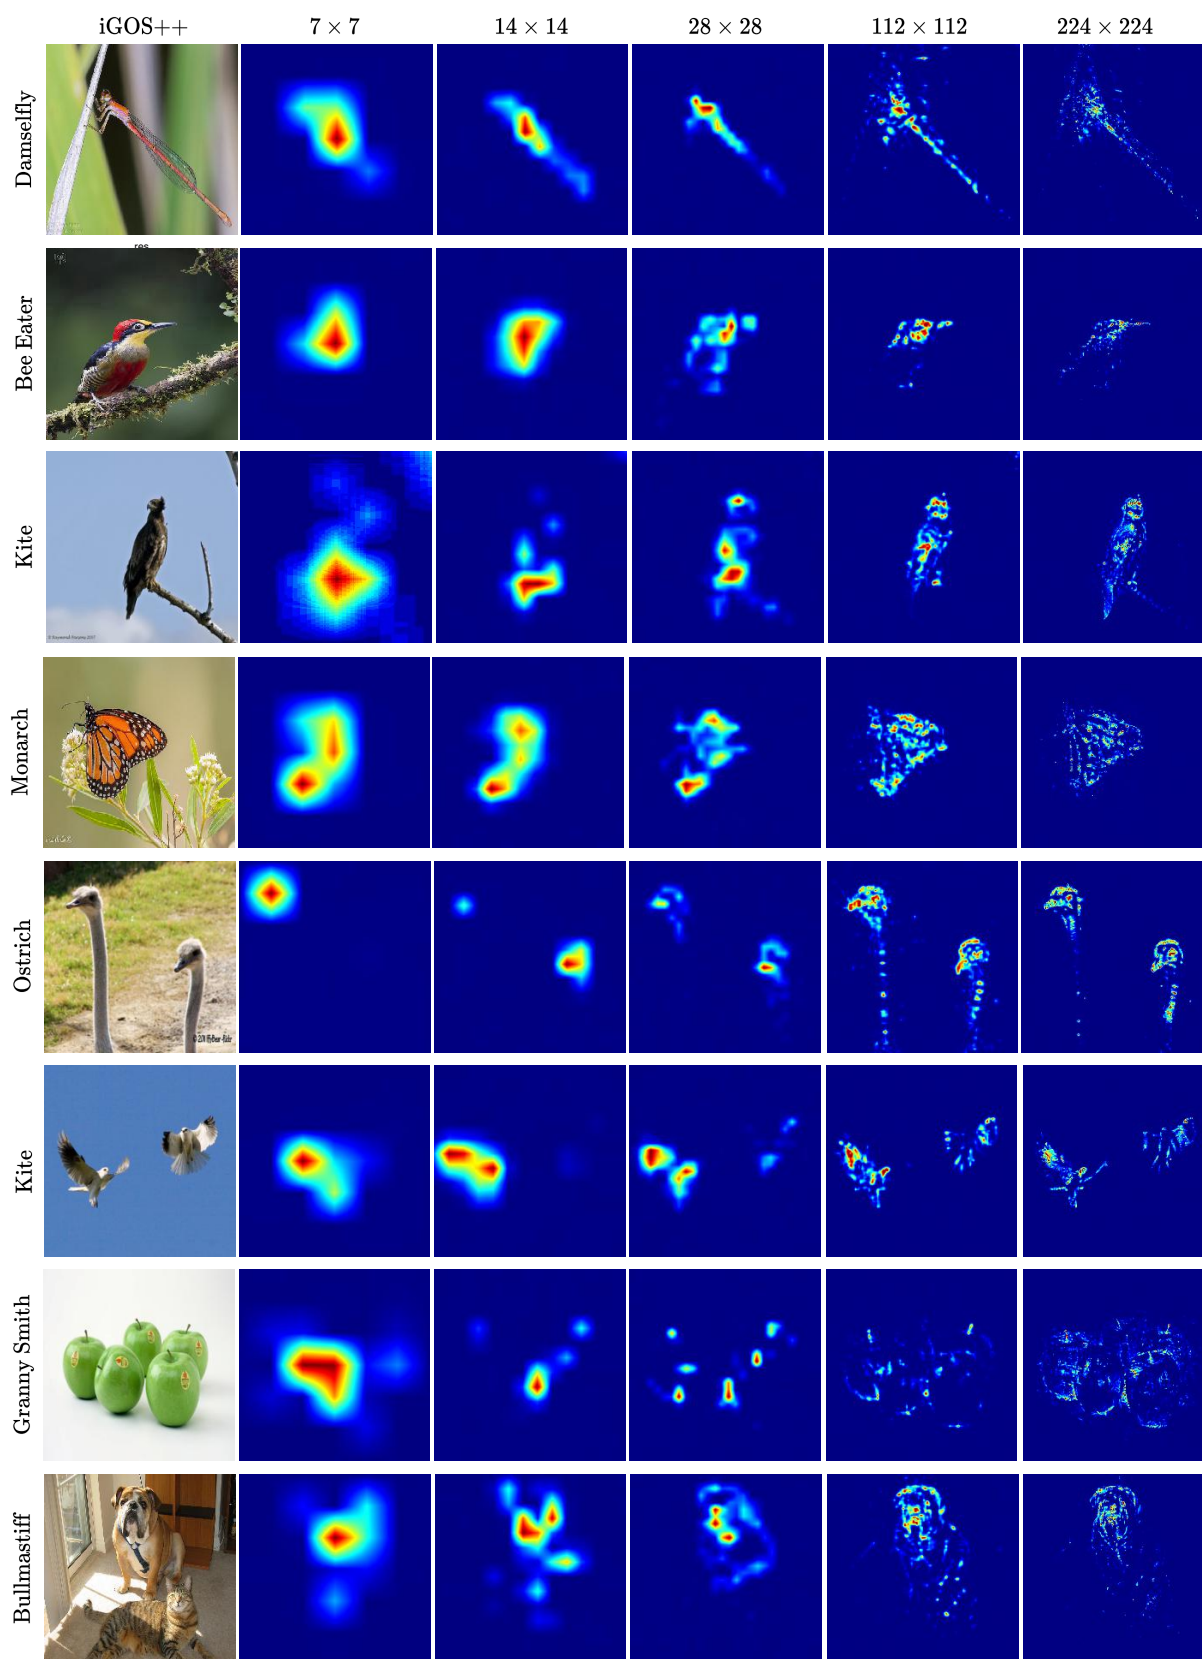 iGOS++ 7 × 7 14 × 14 28 × 28 112 × 112 224 × 224
Damselfly
res
Bee Eater
Kite
Monarch
Ostrich
Kite
Granny Smith
Bullmastiff